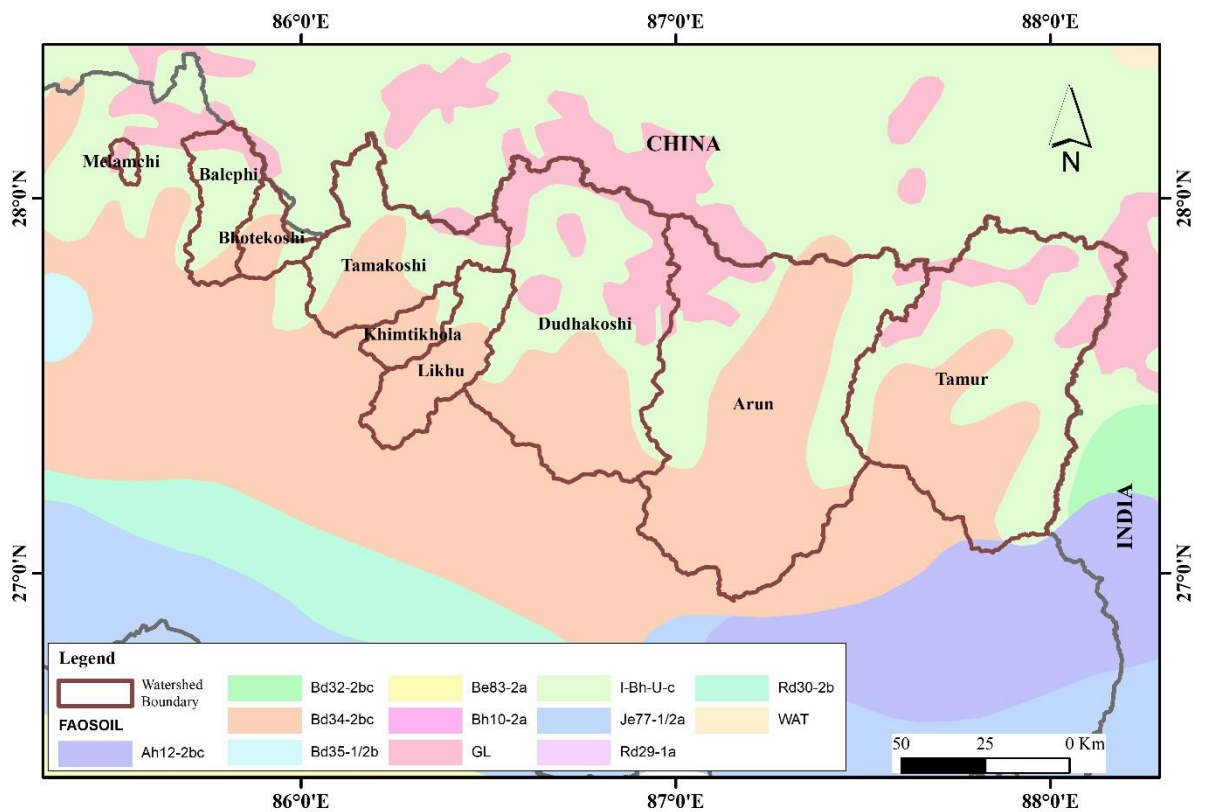 86°0'E 87°0'E 88°0'E
CHINA
N
Melamchi
Balephi
28°0'N 28°0'N
Bhotekoshi
Tamakoshi
Khimtikhola
Dudhakoshi
Likhu
Tamur
Arun
INDIA
27°0'N 27°0'N
Legend
Watershed
Boundary
FAOSOIL
Ah12-2bc
Bd32-2bc
Bd34-2bc
Bd35-1/2b
Be83-2a
Bh10-2a
GL
I-Bh-U-c
Je77-1/2a
Rd29-1a
Rd30-2b
WAT
50 25 0 Km
86°0'E 87°0'E 88°0'E